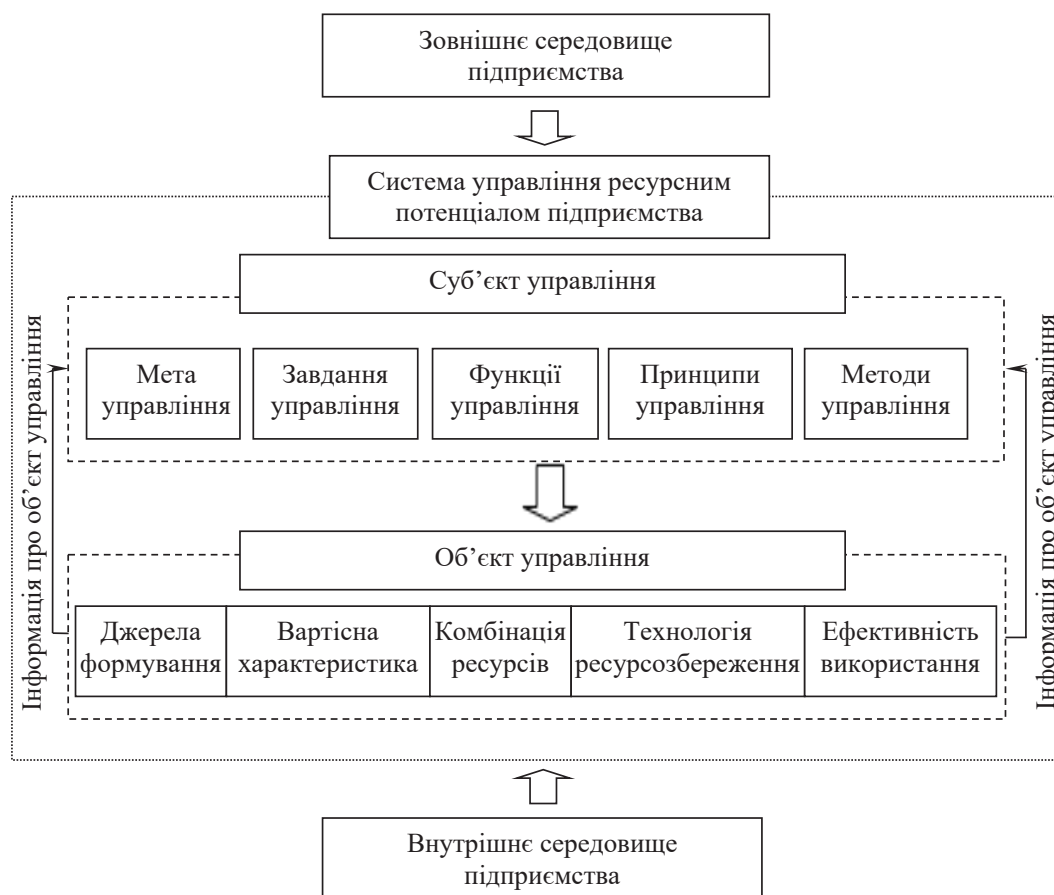 Зовнішнє середовище
підприємства
Система управління ресурсним
потенціалом підприємства
Суб’єкт управління
Інформація про об’єкт управління
Мета
управління
Завдання
управління
Функції
управління
Принципи
управління
Методи
управління
Інформація про об’єкт управління
Об’єкт управління
Джерела
формування
Вартісна
характеристика
Комбінація
ресурсів
Технологія
ресурсозбереження
Ефективність
використання
Внутрішнє середовище
підприємства